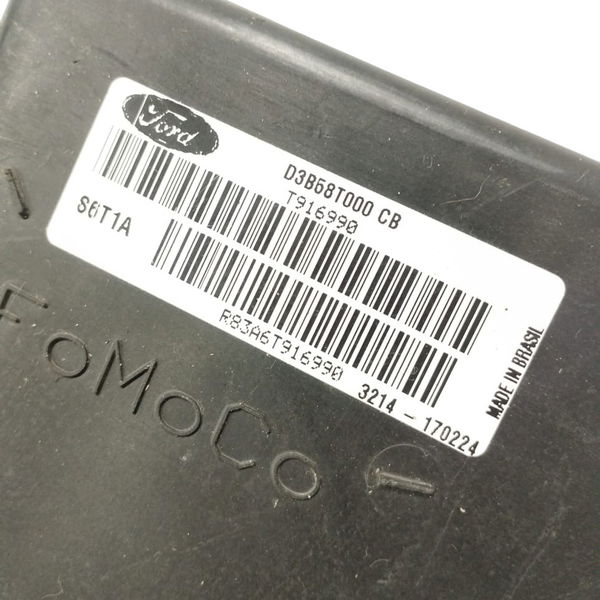 Ford
D3B68T000 CB
T916990
S6T1A
R83A6T916990
3214 - 170224
MADE IN BRASIL
FoMoCo